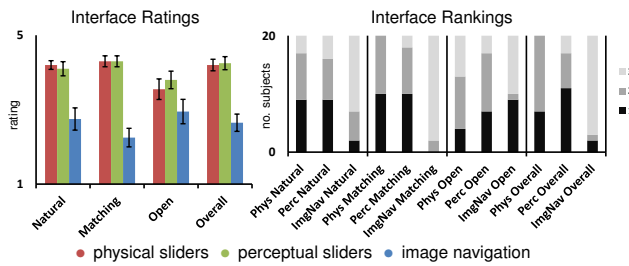 Interface Ratings
5
rating
1
Natural
Matching
Open
Overall
Interface Rankings
20
no. subjects
0
Phys Natural
Perc Natural
ImgNav Natural
Phys Matching
Perc Matching
ImgNav Matching
Phys Open
Perc Open
ImgNav Open
Phys Overall
Perc Overall
ImgNav Overall
physical sliders
perceptual sliders
image navigation